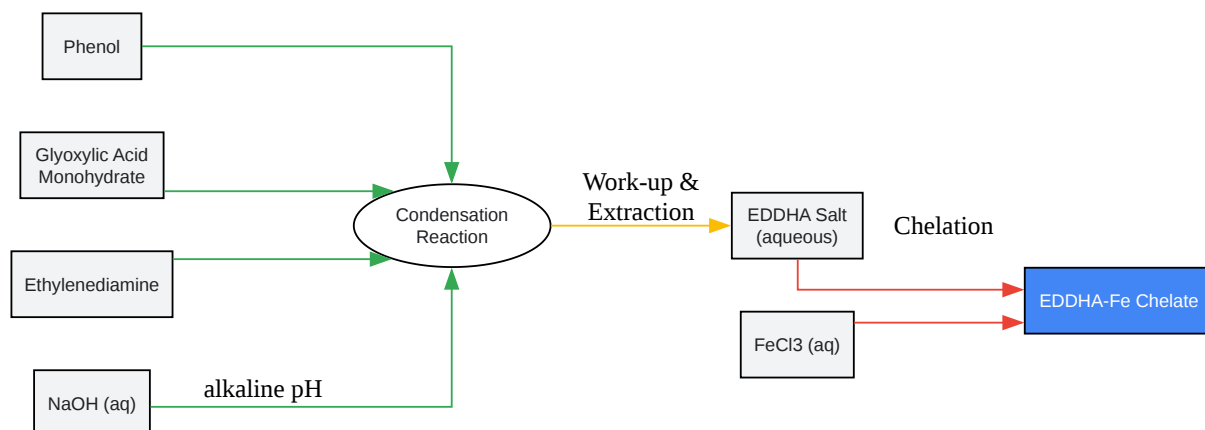 Phenol
Glyoxylic Acid
Monohydrate
Ethylenediamine
NaOH (aq)
alkaline pH
Condensation
Reaction
Work-up &
Extraction
EDDHA Salt
(aqueous)
Chelation
FeCl3 (aq)
EDDHA-Fe Chelate